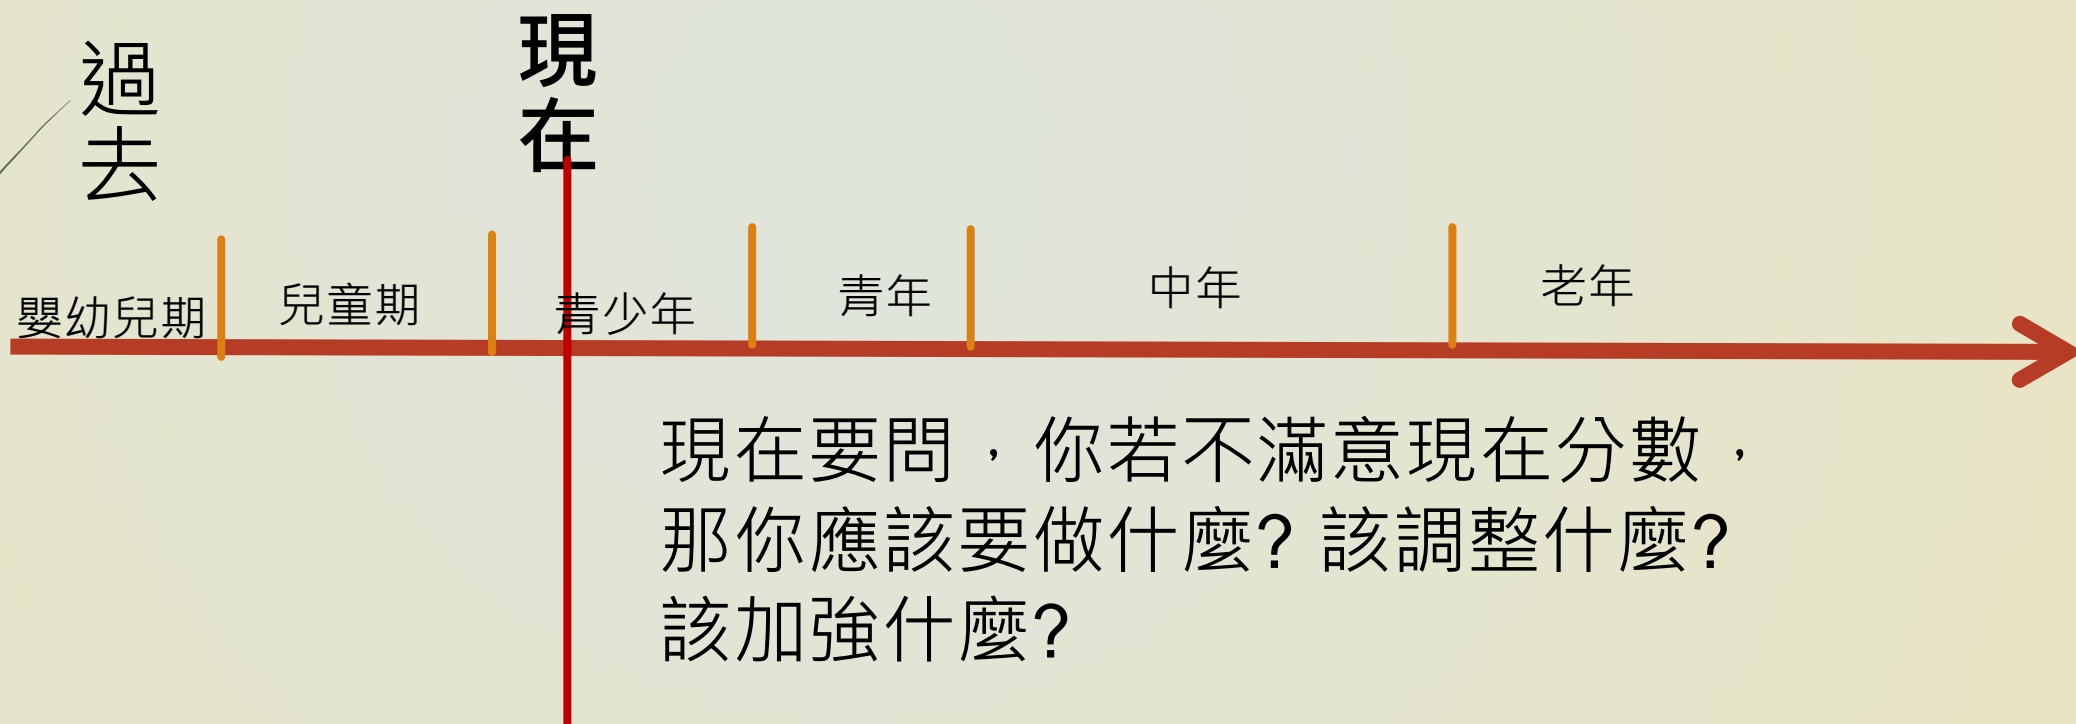 過去
現在
嬰幼兒期
兒童期
青少年
青年
中年
老年
現在要問，你若不滿意現在分數，
那你應該要做什麼? 該調整什麼?
該加強什麼?